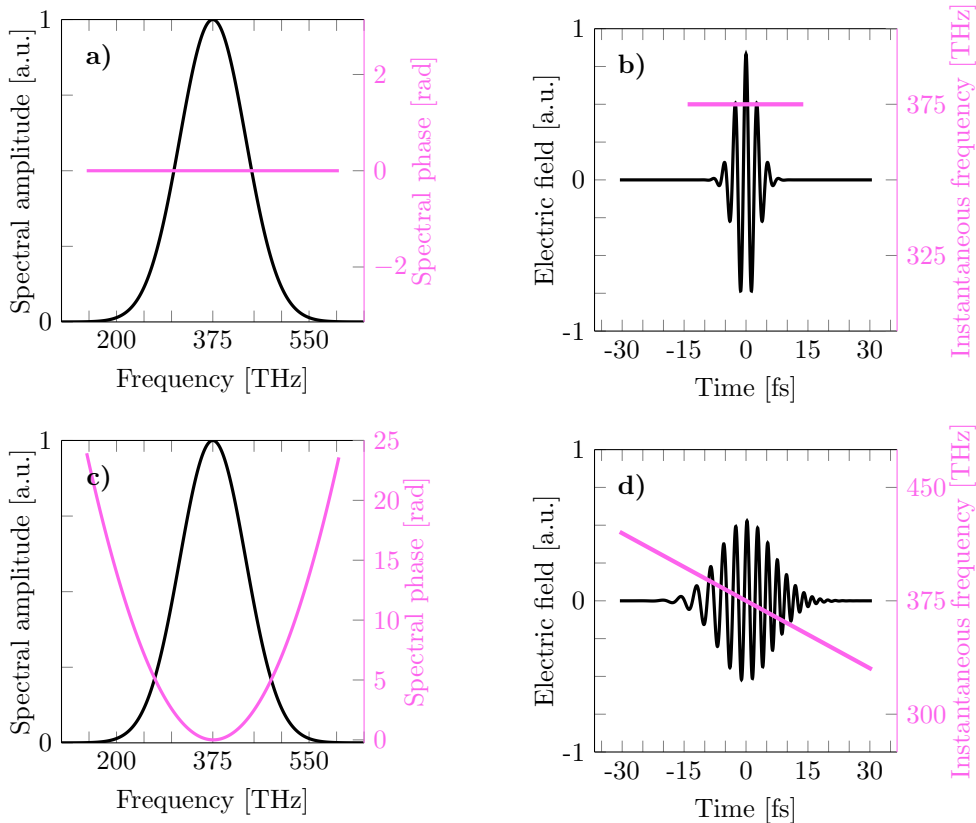 a)
1
0
Spectral amplitude [a.u.]
200
375
550
Frequency [THz]
2
0
−2
Spectral phase [rad]
b)
1
0
-1
Electric field [a.u.]
-30
-15
0
15
30
Time [fs]
375
325
Instantaneous frequency [THz]
c)
1
0
Spectral amplitude [a.u.]
200
375
550
Frequency [THz]
25
20
15
10
5
0
Spectral phase [rad]
d)
1
0
-1
Electric field [a.u.]
-30
-15
0
15
30
Time [fs]
450
375
300
Instantaneous frequency [THz]